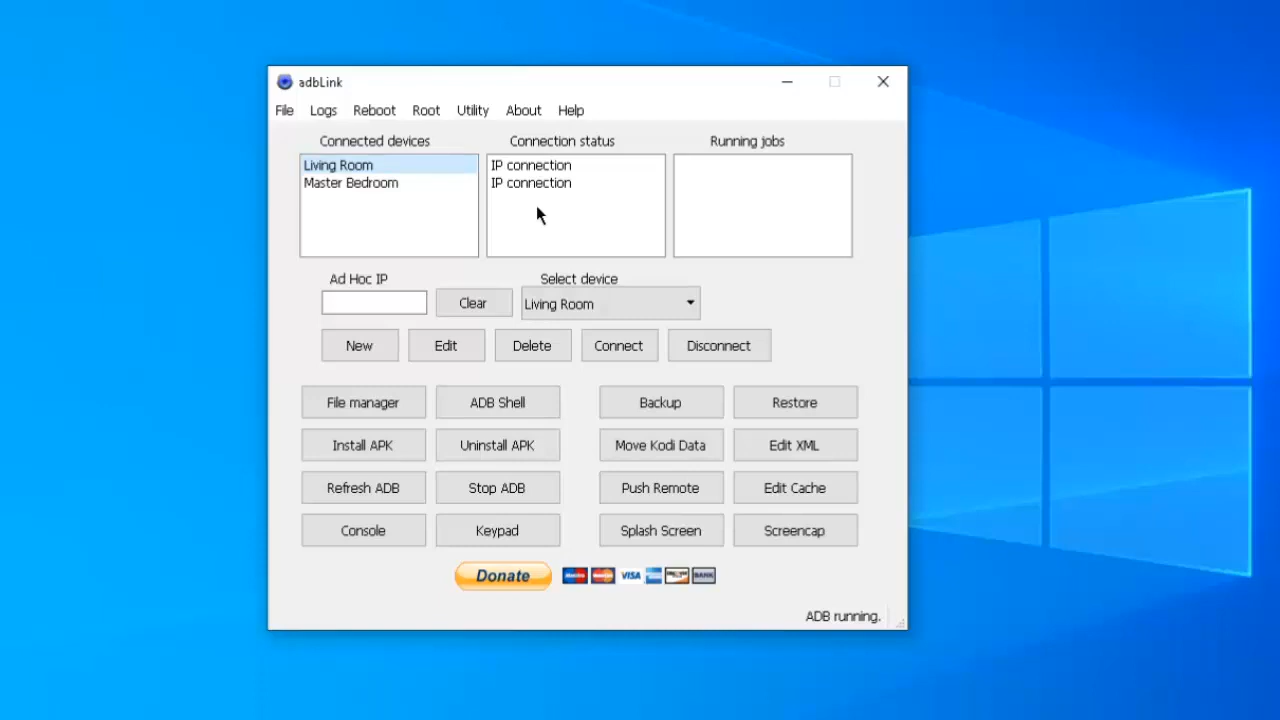 adbLink
File Logs Reboot Root Utility About Help
Connected devices Connection status Running jobs
Living Room IP connection
Master Bedroom IP connection
Ad Hoc IP Select device
Clear Living Room
New Edit Delete Connect Disconnect
File manager ADB Shell Backup Restore
Install APK Uninstall APK Move Kodi Data Edit XML
Refresh ADB Stop ADB Push Remote Edit Cache
Console Keypad Splash Screen Screencap
Donate VISA BANK
ADB running.